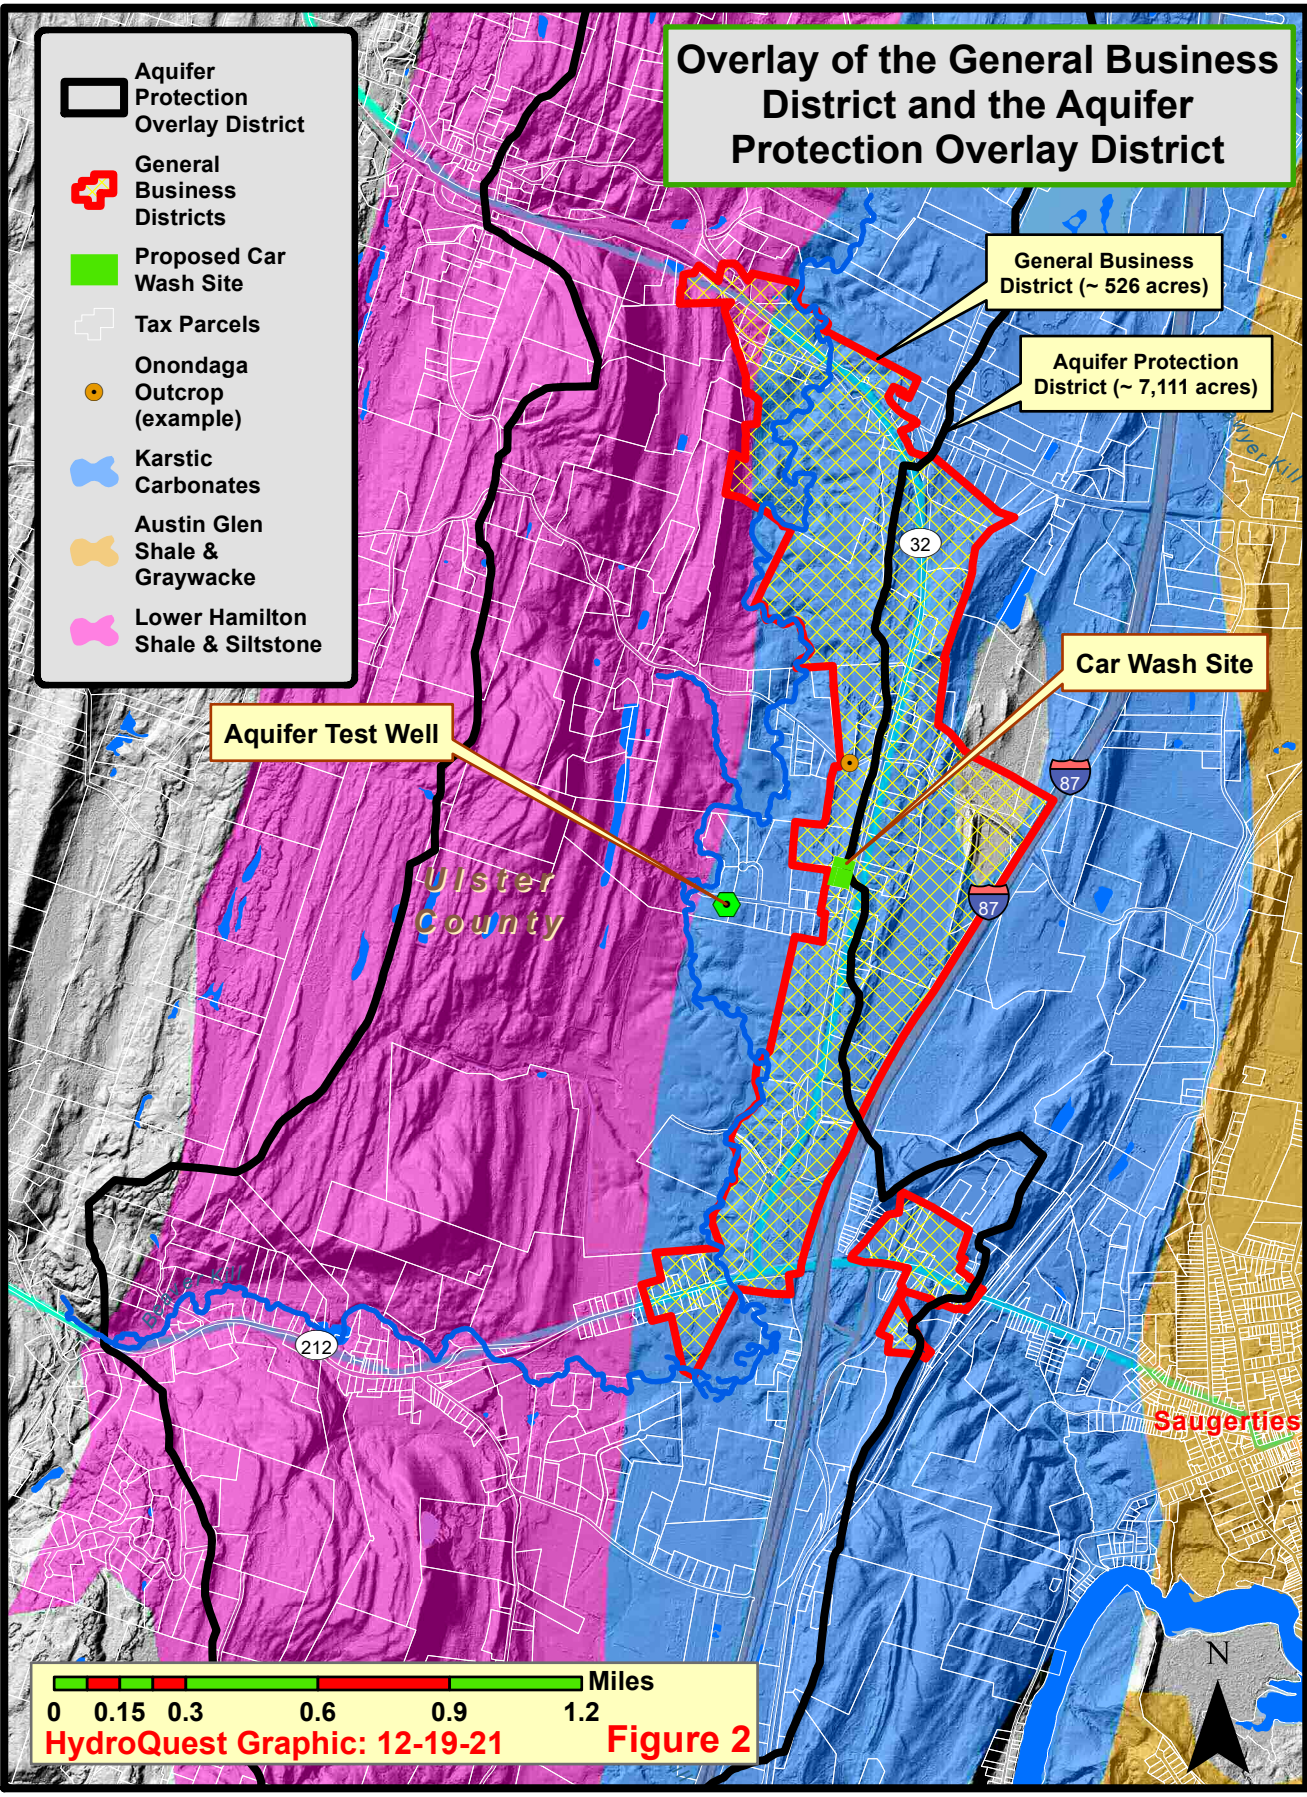 Overlay of the General Business
District and the Aquifer
Protection Overlay District
Aquifer
Protection
Overlay District
General
Business
Districts
Proposed Car
Wash Site
Tax Parcels
Onondaga
Outcrop
(example)
Karstic
Carbonates
Austin Glen
Shale &
Graywacke
Lower Hamilton
Shale & Siltstone
General Business
District (~ 526 acres)
Aquifer Protection
District (~ 7,111 acres)
wyer Kill
32
Car Wash Site
Aquifer Test Well
87
87
Ulster
County
Beaver Kill
212
Saugerties
N
Miles
0 0.15 0.3 0.6 0.9 1.2
HydroQuest Graphic: 12-19-21
Figure 2